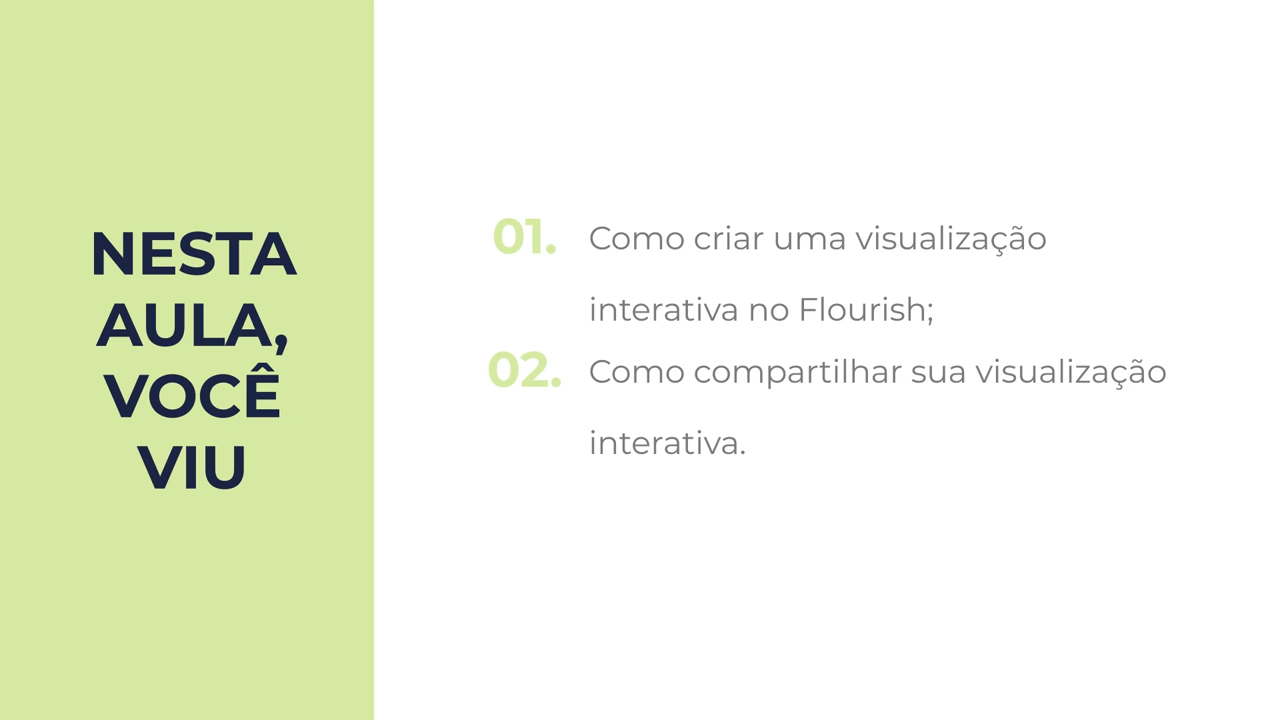 NESTA
AULA,
VOCÊ
VIU
01. Como criar uma visualização
interativa no Flourish;
02. Como compartilhar sua visualização
interativa.